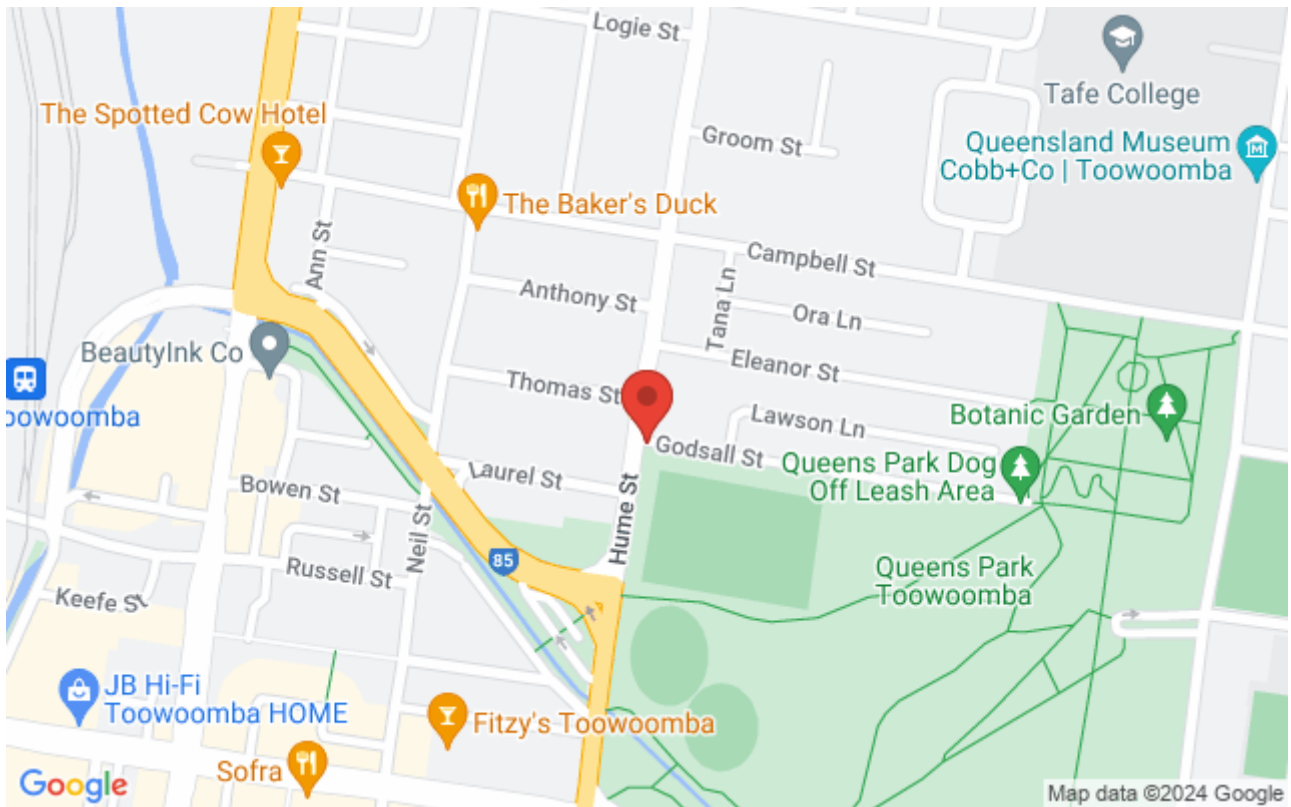 Logie St
Tafe College
The Spotted Cow Hotel
Groom St
Queensland Museum
Cobb+Co | Toowoomba
The Baker's Duck
Ann St
Campbell St
Anthony St
Tana Ln
Ora Ln
BeautyInk Co
Eleanor St
Thomas St
oowoomba
Lawson Ln
Botanic Garden
Godsall St
Queens Park Dog
Off Leash Area
Laurel St
Bowen St
Hume St
Neil St
85
Russell St
Queens Park
Toowoomba
Keefe St
JB Hi-Fi
Toowoomba HOME
Fitzy's Toowoomba
Sofra
Google
Map data ©2024 Google